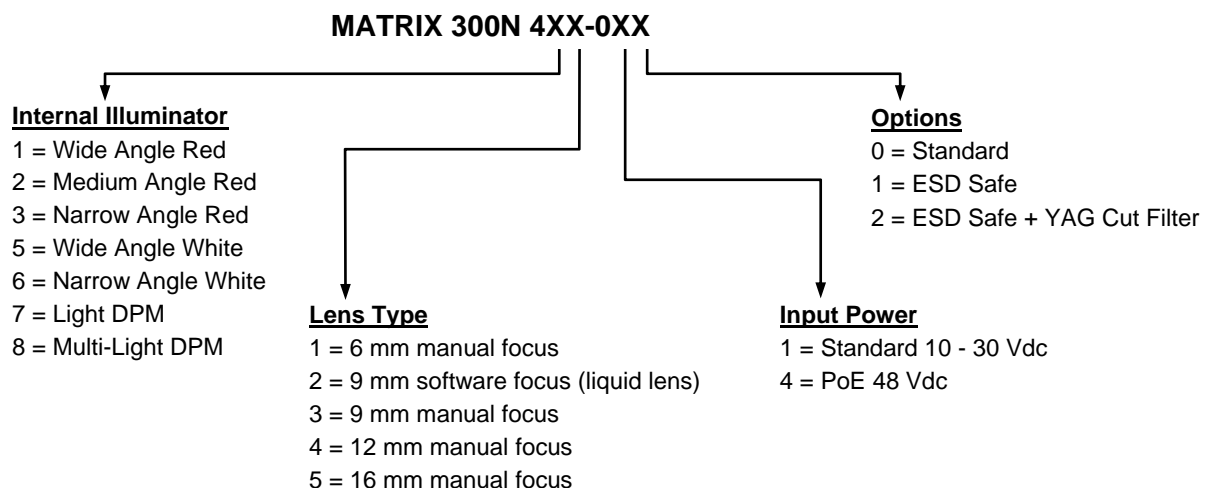 MATRIX 300N 4XX-0XX
Internal Illuminator
1 = Wide Angle Red
2 = Medium Angle Red
3 = Narrow Angle Red
5 = Wide Angle White
6 = Narrow Angle White
7 = Light DPM
8 = Multi-Light DPM
Lens Type
1 = 6 mm manual focus
2 = 9 mm software focus (liquid lens)
3 = 9 mm manual focus
4 = 12 mm manual focus
5 = 16 mm manual focus
Input Power
1 = Standard 10 - 30 Vdc
4 = PoE 48 Vdc
Options
0 = Standard
1 = ESD Safe
2 = ESD Safe + YAG Cut Filter